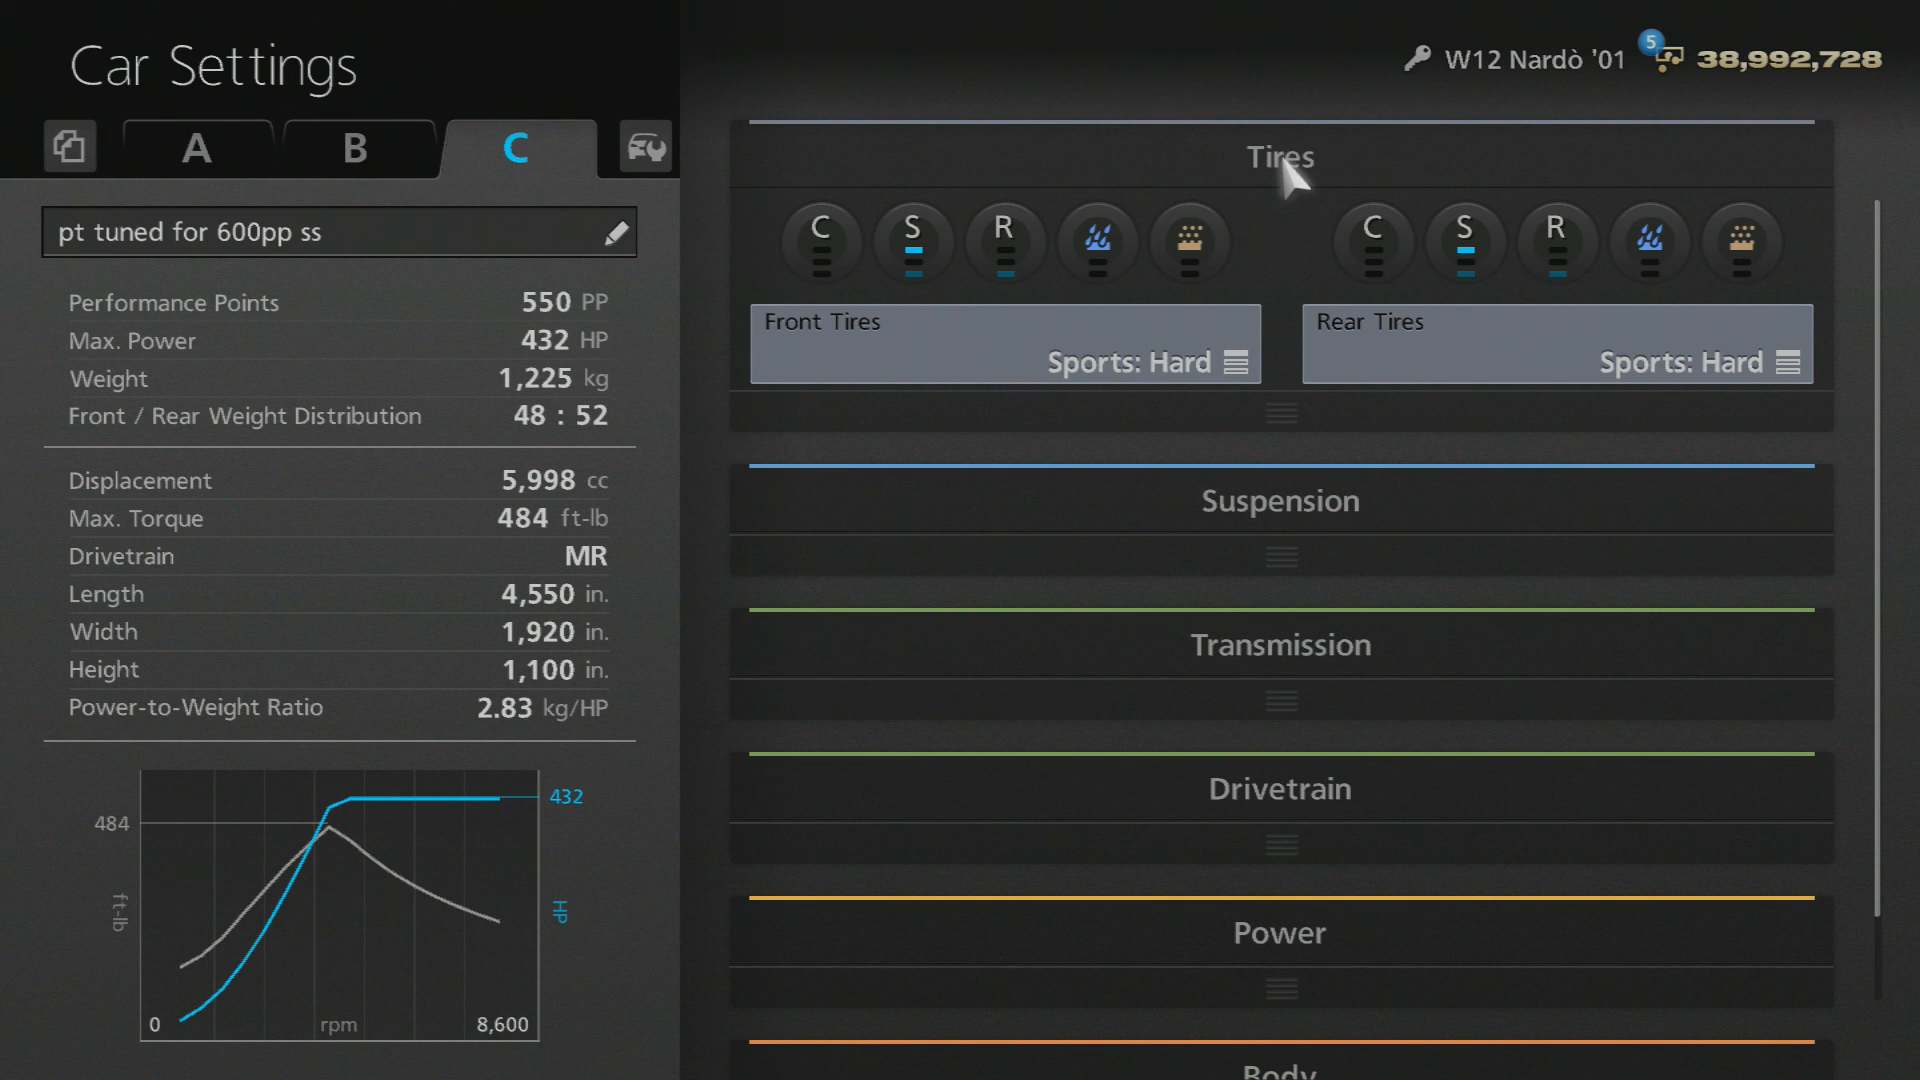 Car Settings
W12 Nardò '01
5
38,992,728
A
B
C
pt tuned for 600pp ss
Performance Points 550 PP
Max. Power 432 HP
Weight 1,225 kg
Front / Rear Weight Distribution 48 : 52
Displacement 5,998 cc
Max. Torque 484 ft-lb
Drivetrain MR
Length 4,550 in.
Width 1,920 in.
Height 1,100 in.
Power-to-Weight Ratio 2.83 kg/HP
432
484
ft-lb
HP
0 rpm 8,600
Tires
C S R C S R
Front Tires
Sports: Hard
Rear Tires
Sports: Hard
Suspension
Transmission
Drivetrain
Power
Body